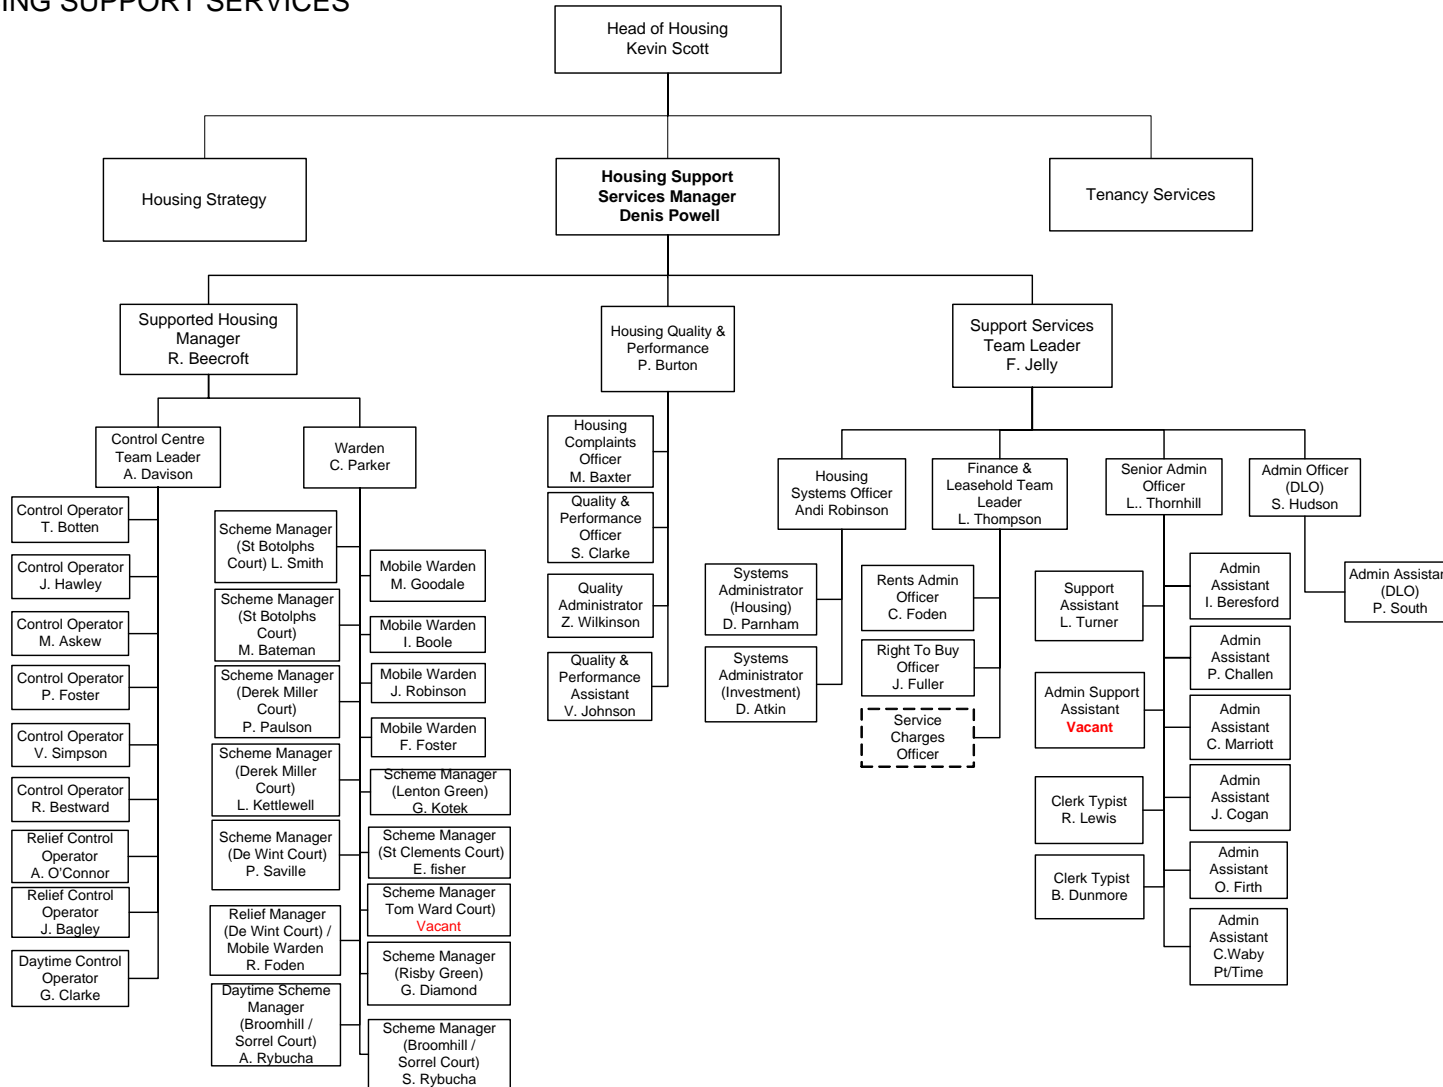 ING SUPPORT SERVICES
Head of Housing
Kevin Scott
Housing Strategy
Housing Support
Services Manager
Denis Powell
Tenancy Services
Supported Housing
Manager
R. Beecroft
Housing Quality &
Performance
P. Burton
Support Services
Team Leader
F. Jelly
Control Centre
Team Leader
A. Davison
Warden
C. Parker
Control Operator
T. Botten
Control Operator
J. Hawley
Control Operator
M. Askew
Control Operator
P. Foster
Control Operator
V. Simpson
Control Operator
R. Bestward
Relief Control
Operator
A. O'Connor
Relief Control
Operator
J. Bagley
Daytime Control
Operator
G. Clarke
Scheme Manager
(St Botolphs
Court) L. Smith
Scheme Manager
(St Botolphs
Court)
M. Bateman
Scheme Manager
(Derek Miller
Court)
P. Paulson
Scheme Manager
(Derek Miller
Court)
L. Kettlewell
Scheme Manager
(De Wint Court)
P. Saville
Relief Manager
(De Wint Court) /
Mobile Warden
R. Foden
Daytime Scheme
Manager
(Broomhill /
Sorrel Court)
A. Rybucha
Mobile Warden
M. Goodale
Mobile Warden
I. Boole
Mobile Warden
J. Robinson
Mobile Warden
F. Foster
Scheme Manager
(Lenton Green)
G. Kotek
Scheme Manager
(St Clements Court)
E. fisher
Scheme Manager
Tom Ward Court)
Vacant
Scheme Manager
(Risby Green)
G. Diamond
Scheme Manager
(Broomhill /
Sorrel Court)
S. Rybucha
Housing
Complaints
Officer
M. Baxter
Quality &
Performance
Officer
S. Clarke
Quality
Administrator
Z. Wilkinson
Quality &
Performance
Assistant
V. Johnson
Housing
Systems Officer
Andi Robinson
Finance &
Leasehold Team
Leader
L. Thompson
Senior Admin
Officer
L.. Thornhill
Admin Officer
(DLO)
S. Hudson
Systems
Administrator
(Housing)
D. Parnham
Systems
Administrator
(Investment)
D. Atkin
Rents Admin
Officer
C. Foden
Right To Buy
Officer
J. Fuller
Service
Charges
Officer
Support
Assistant
L. Turner
Admin Support
Assistant
Vacant
Clerk Typist
R. Lewis
Clerk Typist
B. Dunmore
Admin
Assistant
I. Beresford
Admin
Assistant
P. Challen
Admin
Assistant
C. Marriott
Admin
Assistant
J. Cogan
Admin
Assistant
O. Firth
Admin
Assistant
C.Waby
Pt/Time
Admin Assistant
(DLO)
P. South